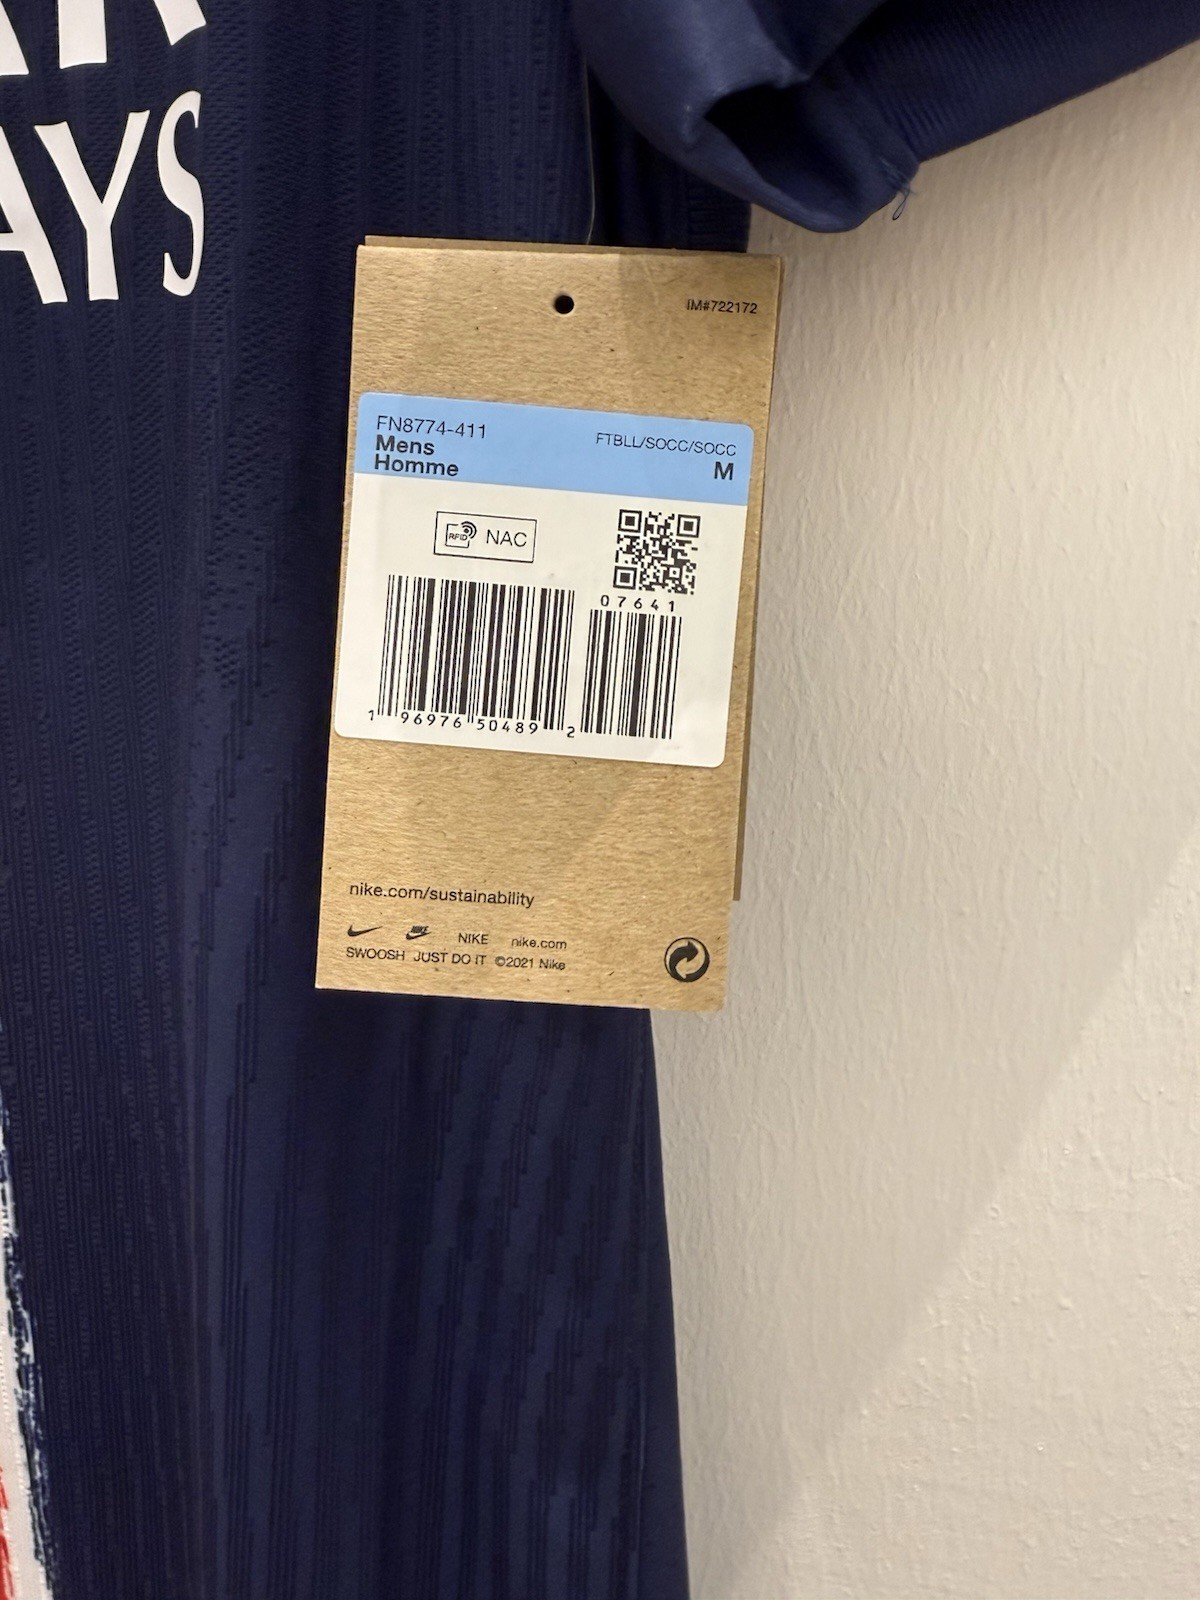 AYS
IM#722172
FN8774-411
Mens
Homme
FTBLL/SOCC/SOCC
M
RFID NAC
07641
1 96976 50489 2
nike.com/sustainability
NIKE nike.com
SWOOSH JUST DO IT ©2021 Nike